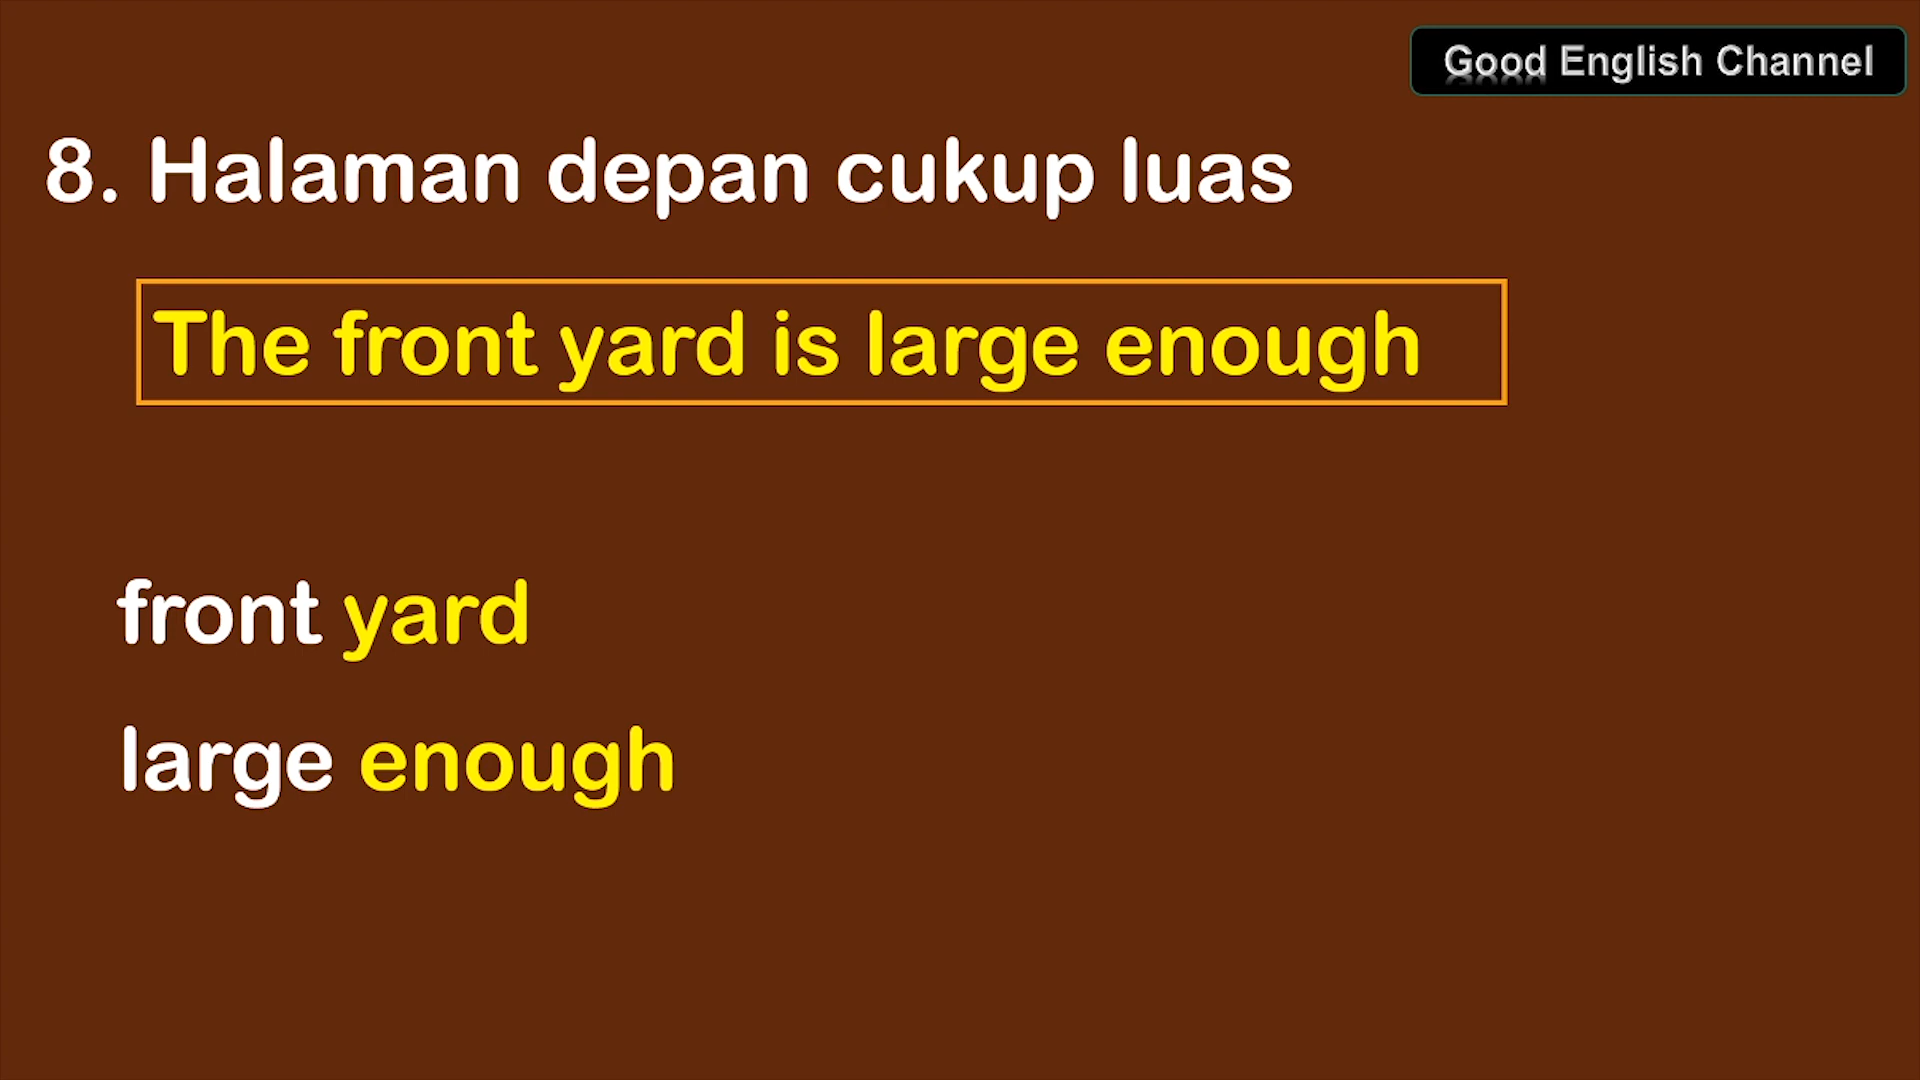 Good English Channel
8. Halaman depan cukup luas
The front yard is large enough
front yard
large enough